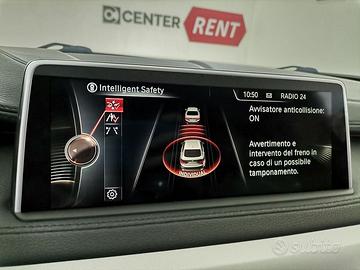 CENTER RENT
Intelligent Safety
10:50 RADIO 24
Avvisatore anticollisione:
ON
Avvertimento e
intervento del freno in
caso di un possibile
tamponamento.
INDIVIDUAL
Subito